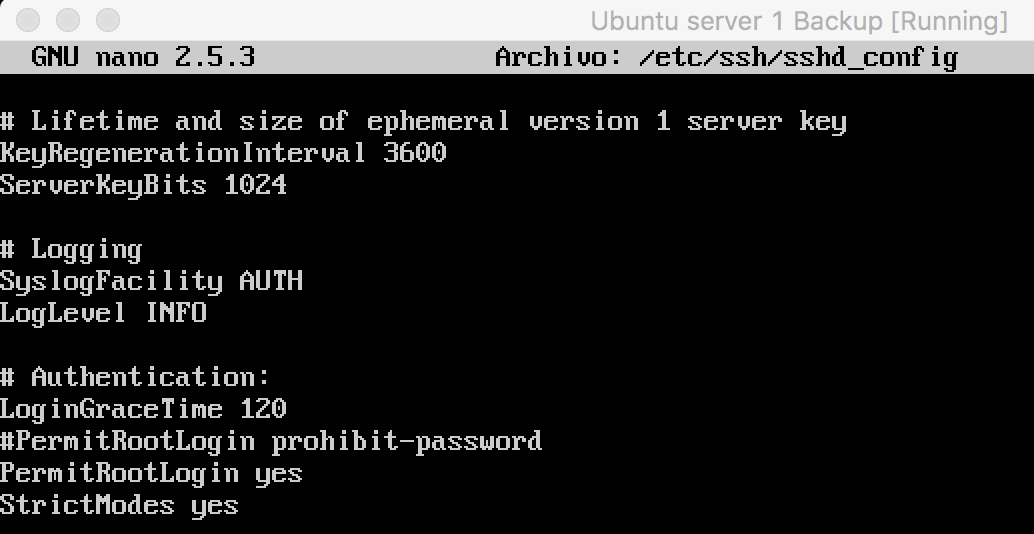 Ubuntu server 1 Backup [Running]
GNU nano 2.5.3 Archivo: /etc/ssh/sshd_config
# Lifetime and size of ephemeral version 1 server key
KeyRegenerationInterval 3600
ServerKeyBits 1024
# Logging
SyslogFacility AUTH
LogLevel INFO
# Authentication:
LoginGraceTime 120
#PermitRootLogin prohibit-password
PermitRootLogin yes
StrictModes yes